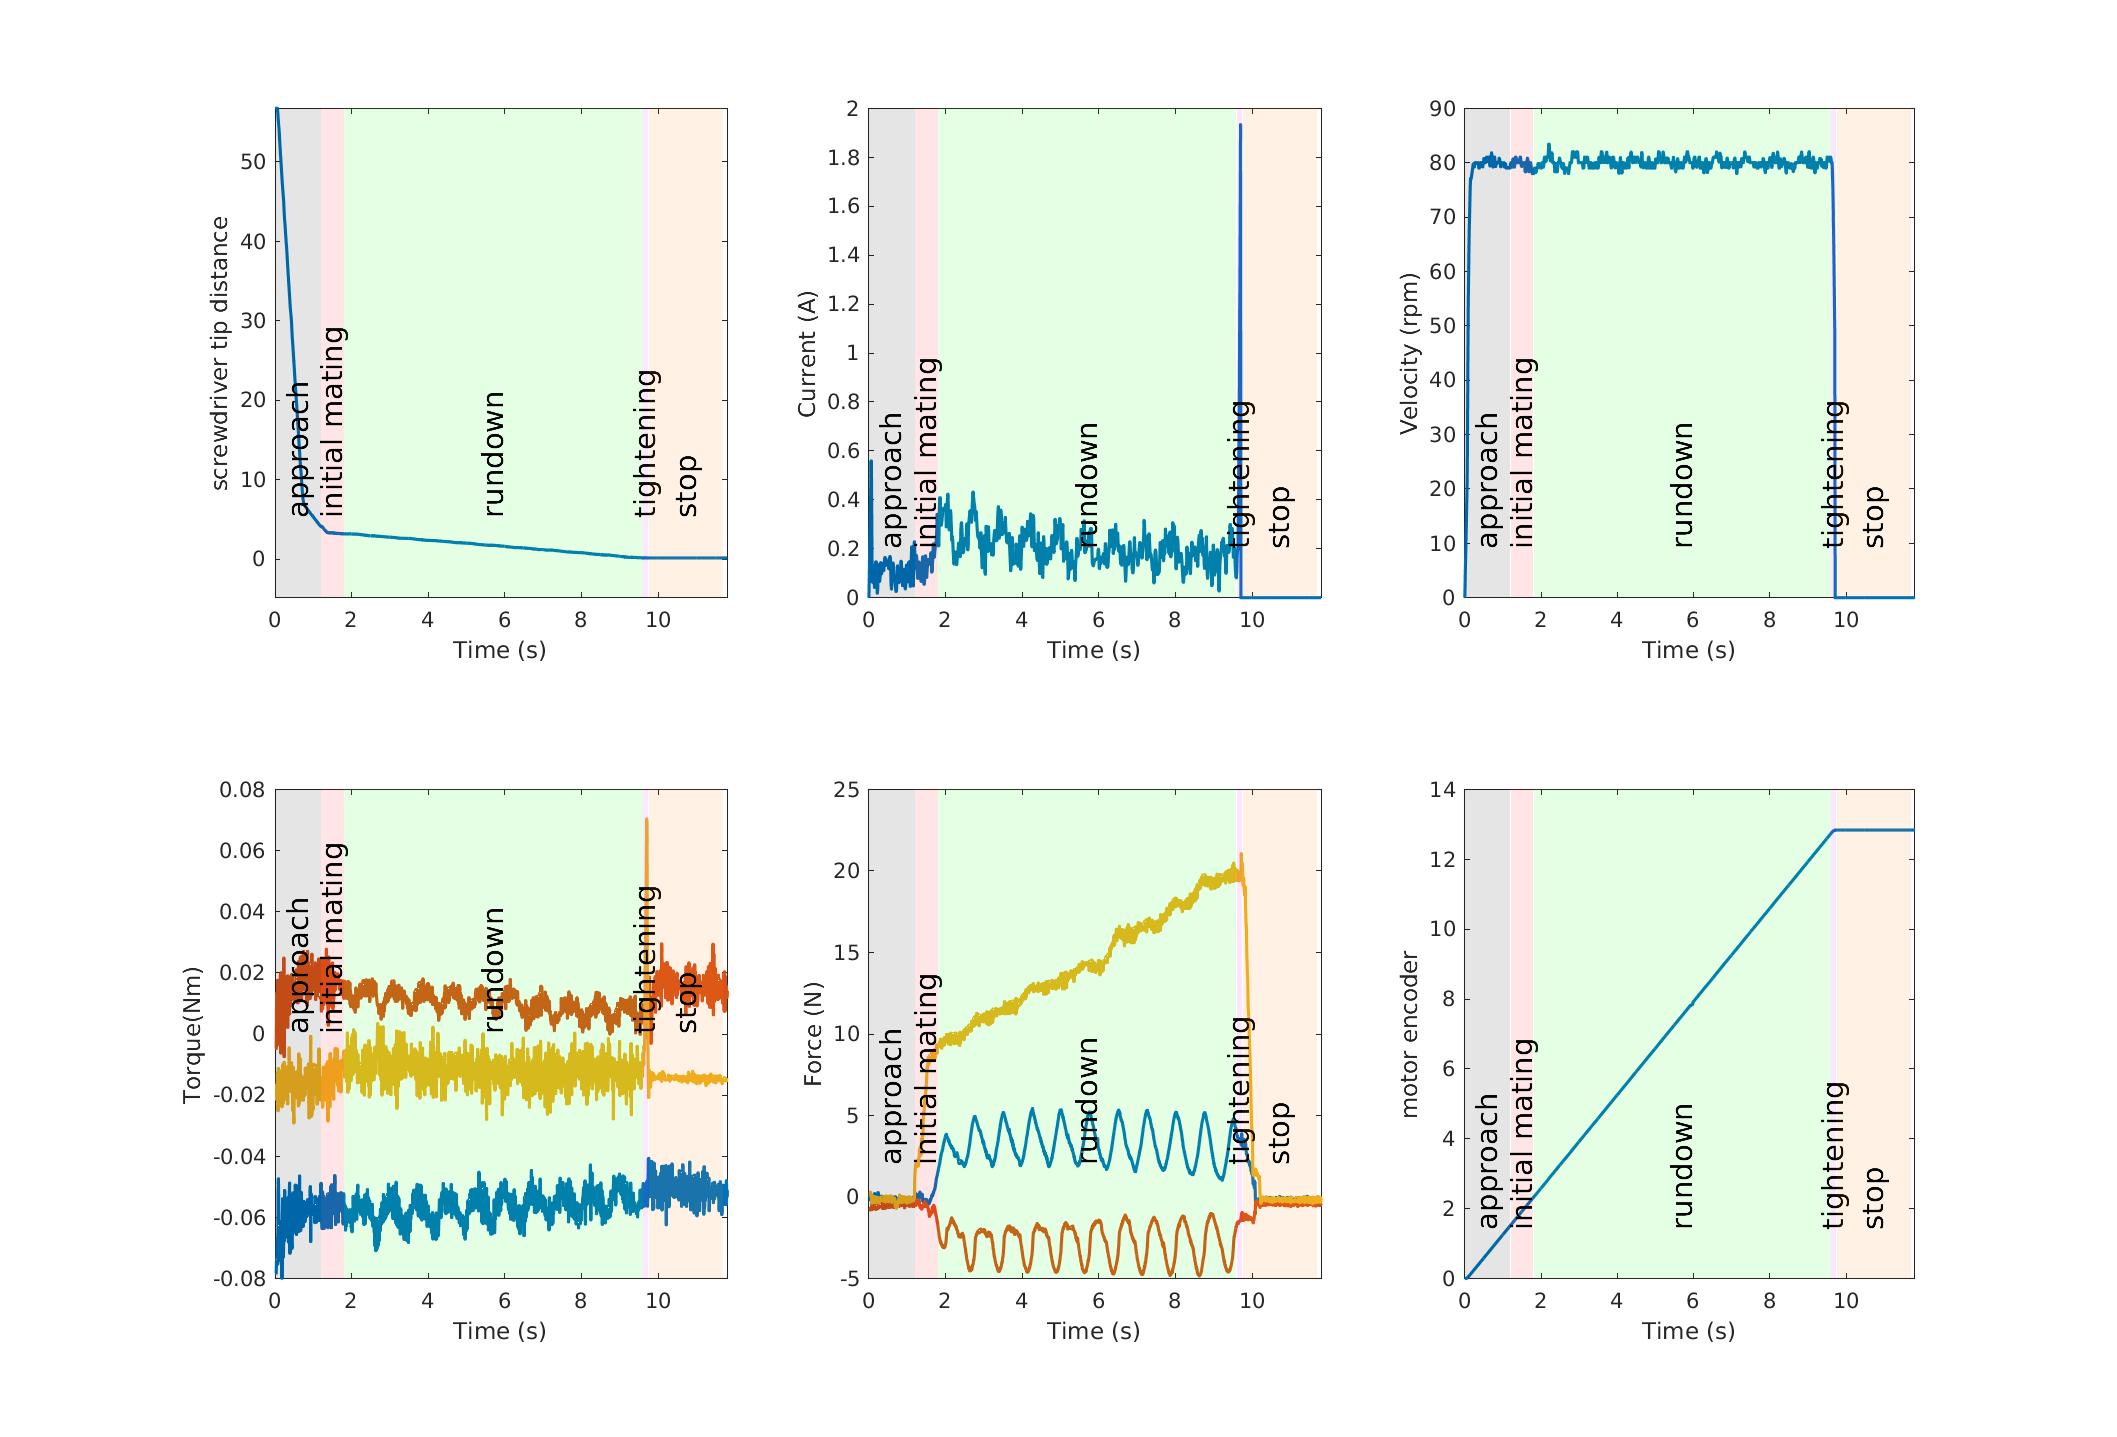 screwdriver tip distance
50
40
30
20
10
0
approach
initial mating
rundown
tightening
stop
0 2 4 6 8 10
Time (s)
Current (A)
2
1.8
1.6
1.4
1.2
1
0.8
0.6
0.4
0.2
0
approach
initial mating
rundown
tightening
stop
0 2 4 6 8 10
Time (s)
Velocity (rpm)
90
80
70
60
50
40
30
20
10
0
approach
initial mating
rundown
tightening
stop
0 2 4 6 8 10
Time (s)
Torque(Nm)
0.08
0.06
0.04
0.02
0
-0.02
-0.04
-0.06
-0.08
approach
initial mating
rundown
tightening
stop
0 2 4 6 8 10
Time (s)
Force (N)
25
20
15
10
5
0
-5
approach
initial mating
rundown
tightening
stop
0 2 4 6 8 10
Time (s)
motor encoder
14
12
10
8
6
4
2
0
approach
initial mating
rundown
tightening
stop
0 2 4 6 8 10
Time (s)